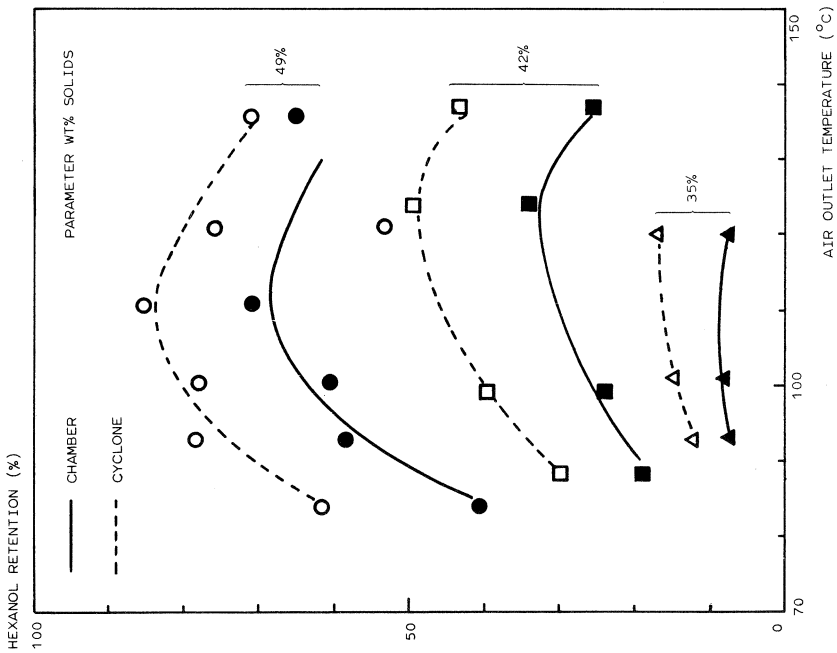 HEXANOL RETENTION (%)
100
50
0
CHAMBER
CYCLONE
PARAMETER WT% SOLIDS
49%
42%
35%
70
100
150
AIR OUTLET TEMPERATURE (°C)